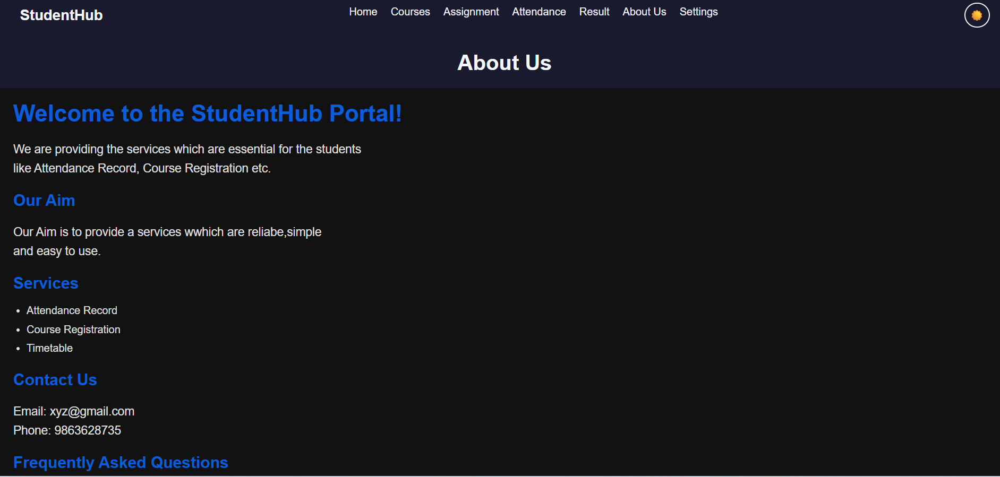 StudentHub
Home Courses Assignment Attendance Result About Us Settings
About Us
Welcome to the StudentHub Portal!
We are providing the services which are essential for the students
like Attendance Record, Course Registration etc.
Our Aim
Our Aim is to provide a services wwhich are reliabe,simple
and easy to use.
Services
• Attendance Record
• Course Registration
• Timetable
Contact Us
Email: xyz@gmail.com
Phone: 9863628735
Frequently Asked Questions